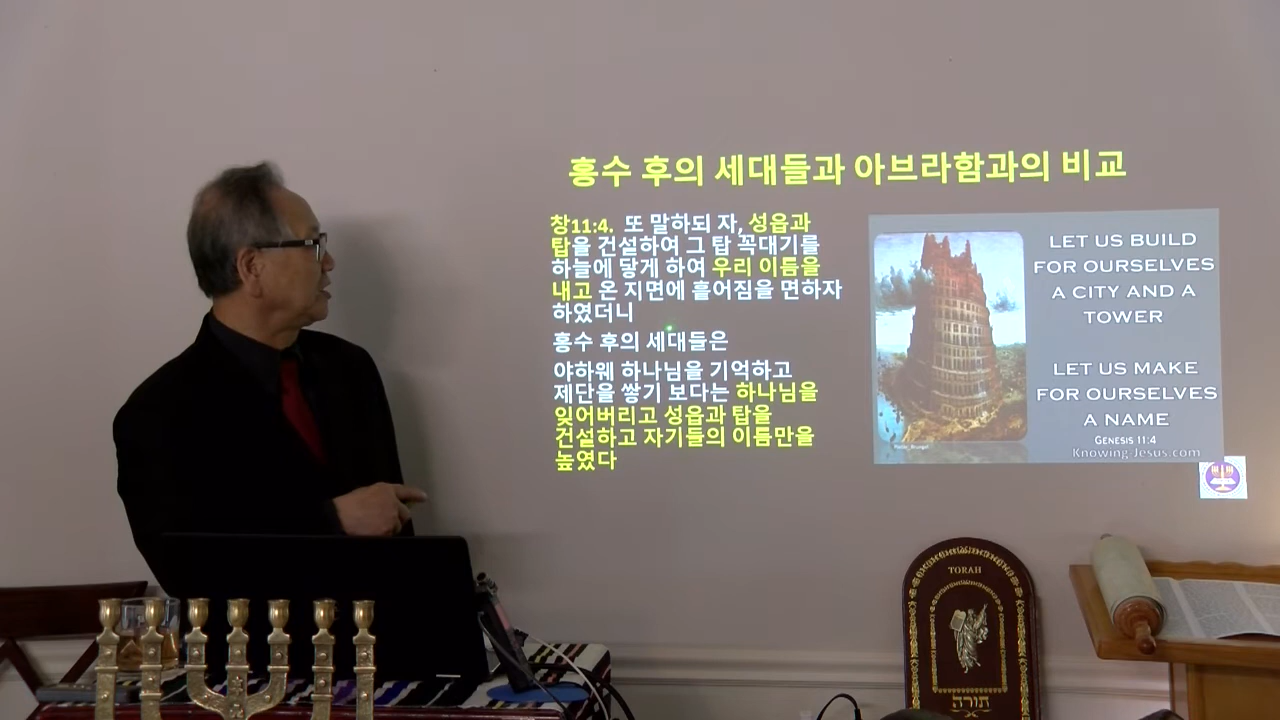 홍수 후의 세대들과 아브라함과의 비교
창11:4. 또 말하되 자, 성읍과
탑을 건설하여 그 탑 꼭대기를
하늘에 닿게 하여 우리 이름을
내고 온 지면에 흩어짐을 면하자
하였더니
홍수 후의 세대들은
야하웨 하나님을 기억하고
제단을 쌓기 보다는 하나님을
잊어버리고 성읍과 탑을
건설하고 자기들의 이름만을
높였다
LET US BUILD
FOR OURSELVES
A CITY AND A
TOWER
LET US MAKE
FOR OURSELVES
A NAME
GENESIS 11:4
Knowing-Jesus.com
TORAH
תורה